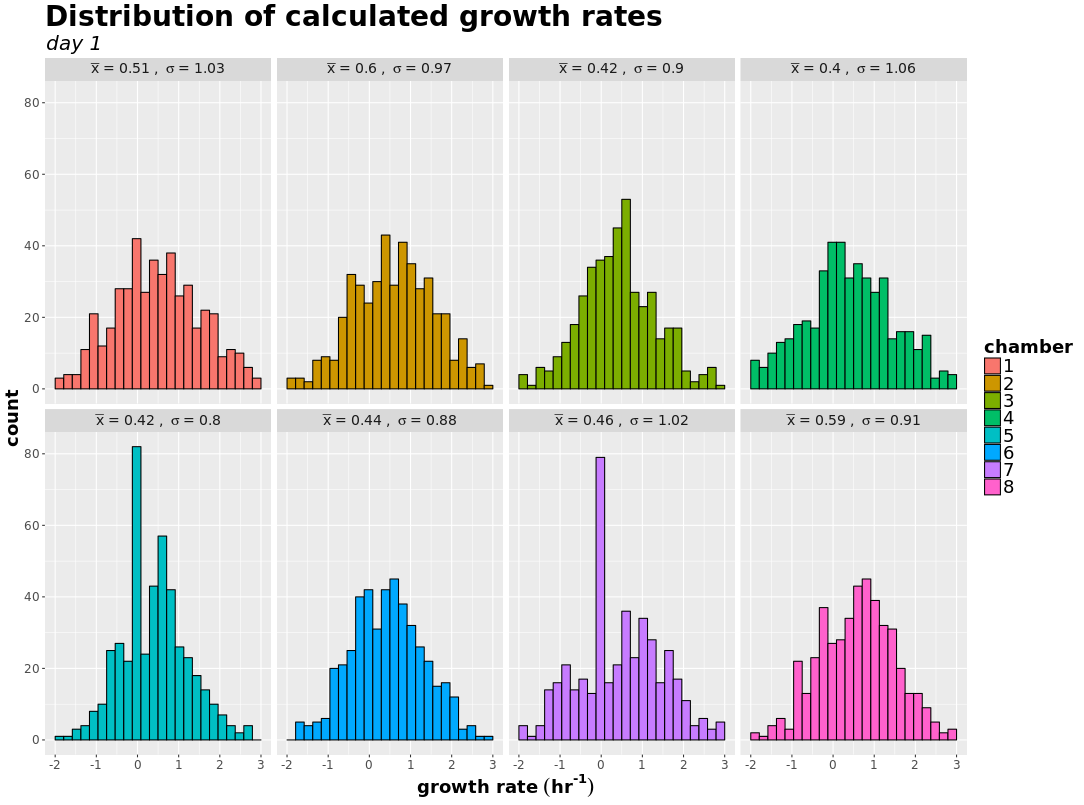 Distribution of calculated growth rates
day 1
x̅ = 0.51 , σ = 1.03
x̅ = 0.6 , σ = 0.97
x̅ = 0.42 , σ = 0.9
x̅ = 0.4 , σ = 1.06
80
60
40
20
0
x̅ = 0.42 , σ = 0.8
x̅ = 0.44 , σ = 0.88
x̅ = 0.46 , σ = 1.02
x̅ = 0.59 , σ = 0.91
80
60
40
20
0
count
-2 -1 0 1 2 3
-2 -1 0 1 2 3
-2 -1 0 1 2 3
-2 -1 0 1 2 3
growth rate (hr⁻¹)
chamber
1
2
3
4
5
6
7
8